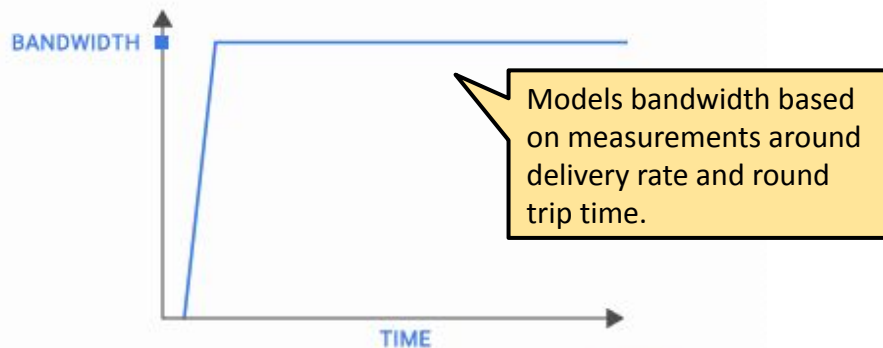 BANDWIDTH
Models bandwidth based
on measurements around
delivery rate and round
trip time.
TIME